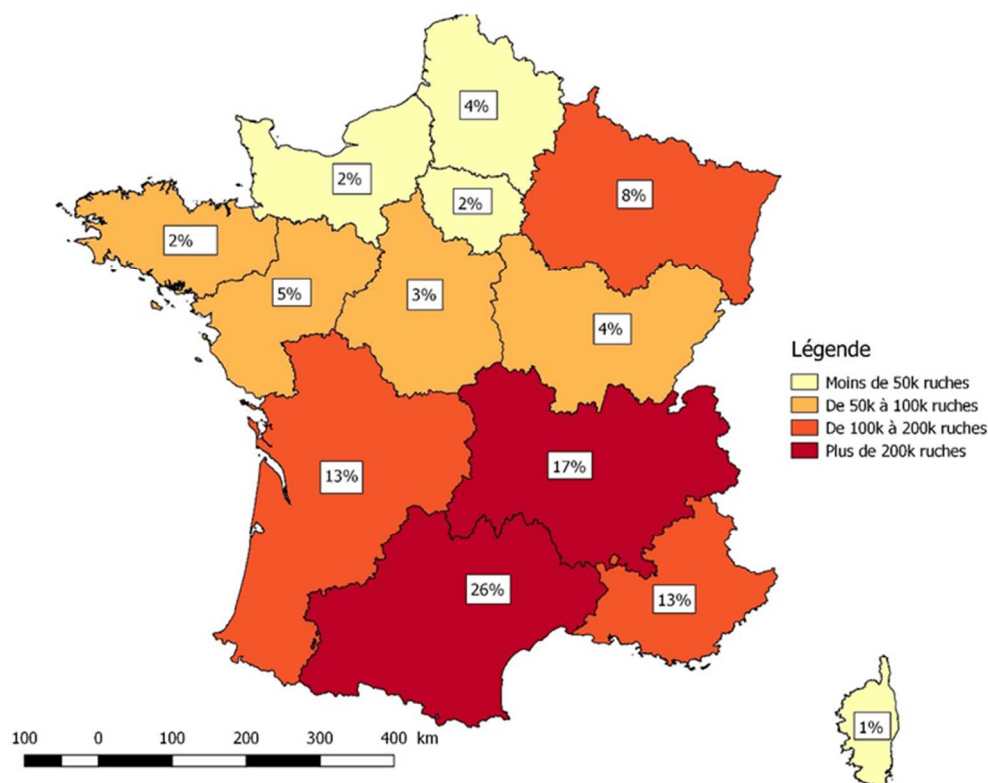 4%
2%
2%
8%
2%
5%
3%
4%
Légende
Moins de 50k ruches
De 50k à 100k ruches
De 100k à 200k ruches
Plus de 200k ruches
13%
17%
26%
13%
1%
100 0 100 200 300 400 km